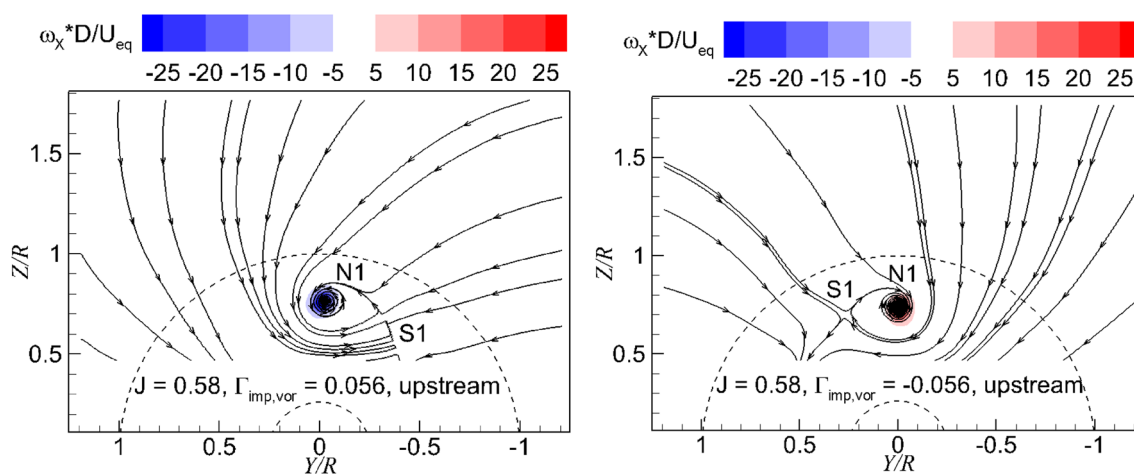 ωX*D/Ueq
-25 -20 -15 -10 -5
5 10 15 20 25
Z/R
1.5
1
0.5
N1
S1
J = 0.58, Γimp,vor = 0.056, upstream
1 0.5 0 -0.5 -1
Y/R
ωX*D/Ueq
-25 -20 -15 -10 -5
5 10 15 20 25
Z/R
1.5
1
0.5
N1
S1
J = 0.58, Γimp,vor = -0.056, upstream
1 0.5 0 -0.5 -1
Y/R